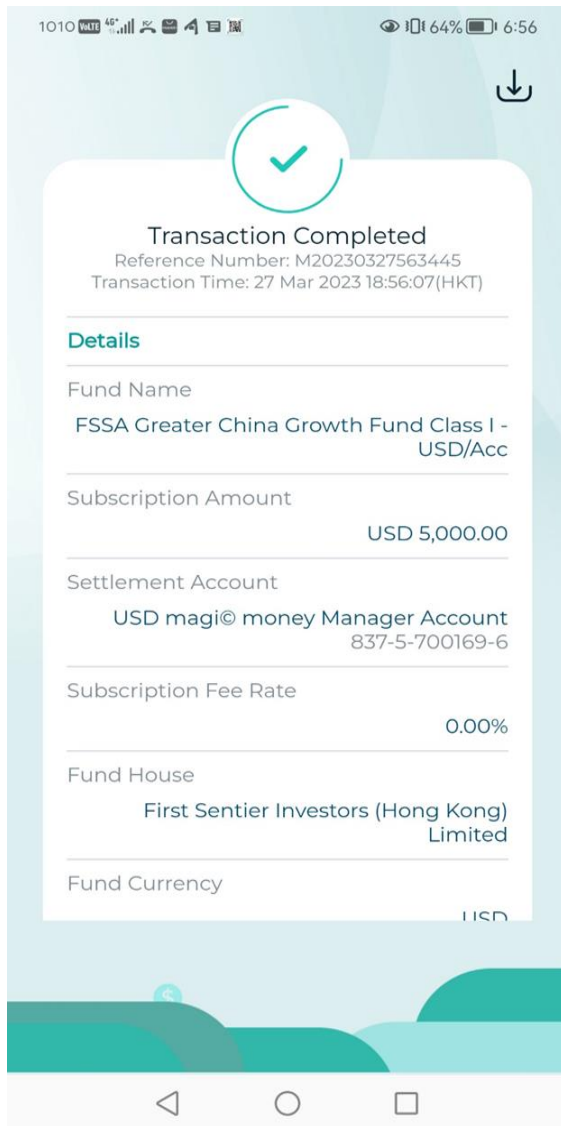 1010 VoLTE 4G 64% 6:56
Transaction Completed
Reference Number: M20230327563445
Transaction Time: 27 Mar 2023 18:56:07(HKT)
Details
Fund Name
FSSA Greater China Growth Fund Class I -
USD/Acc
Subscription Amount
USD 5,000.00
Settlement Account
USD magi© money Manager Account
837-5-700169-6
Subscription Fee Rate
0.00%
Fund House
First Sentier Investors (Hong Kong)
Limited
Fund Currency
USD
$